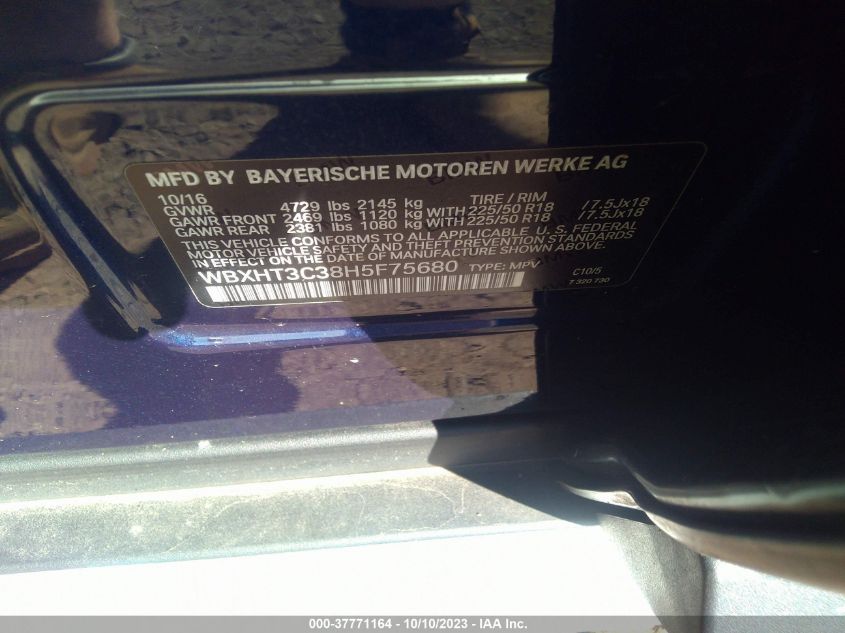 MFD BY BAYERISCHE MOTOREN WERKE AG
10/16 TIRE / RIM
GVWR 4729 lbs 2145 kg
GAWR FRONT 2469 lbs 1120 kg WITH 225/50 R18 /7.5Jx18
GAWR REAR 2381 lbs 1080 kg WITH 225/50 R18 /7.5Jx18
THIS VEHICLE CONFORMS TO ALL APPLICABLE U. S. FEDERAL
MOTOR VEHICLE SAFETY AND THEFT PREVENTION STANDARDS
IN EFFECT ON THE DATE OF MANUFACTURE SHOWN ABOVE.
WBXHT3C38H5F75680 TYPE: MPV C10/5
7 320 730
000-37771164 - 10/10/2023 - IAA Inc.